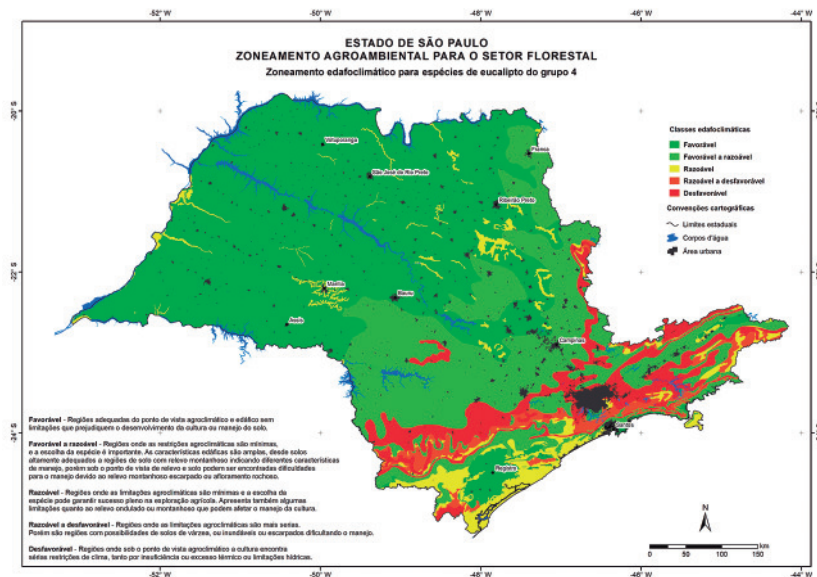 -52° W
-50° W
-48° W
-46° W
-44° W
ESTADO DE SÃO PAULO
ZONEAMENTO AGROAMBIENTAL PARA O SETOR FLORESTAL
Zoneamento edafoclimático para espécies de eucalipto do grupo 4
-20° S
Votuporanga
Franca
São José do Rio Preto
Ribeirão Preto
Classes edafoclimáticas
Favorável
Favorável a razoável
Razoável
Razoável a desfavorável
Desfavorável
Convenções cartográficas
Limites estaduais
Corpos d'água
Área urbana
-22° S
Marília
Bauru
Assis
Campinas
Santos
Registro
-24° S
Favorável - Regiões adequadas do ponto de vista agroclimático e edáfico sem
limitações que prejudiquem o desenvolvimento da cultura ou manejo do solo.
Favorável a razoável - Regiões onde as restrições agroclimáticas são mínimas,
e a escolha da espécie é importante. As características edáficas são amplas, desde solos
altamente adequados a regiões de solo com relevo montanhoso indicando diferentes características
de manejo, porém sob o ponto de vista de relevo e solo podem ser encontradas dificuldades
para o manejo devido ao relevo montanhoso escarpado ou afloramento rochoso.
Razoável - Regiões onde as limitações agroclimáticas são mínimas e a escolha da
espécie pode garantir sucesso pleno na exploração agrícola. Apresenta também algumas
limitações quanto ao relevo ondulado ou montanhoso que podem afetar o manejo da cultura.
Razoável a desfavorável - Regiões onde as limitações agroclimáticas são mais serias.
Porém são regiões com possibilidades de solos de várzea, ou inundáveis ou escarpados dificultando o manejo.
Desfavorável - Regiões onde sob o ponto de vista agroclimático a cultura encontra
sérias restrições de clima, tanto por insuficiência ou excesso térmico ou limitações hídricas.
N
km
0 50 100 150
-52° W
-50° W
-48° W
-46° W
-44° W